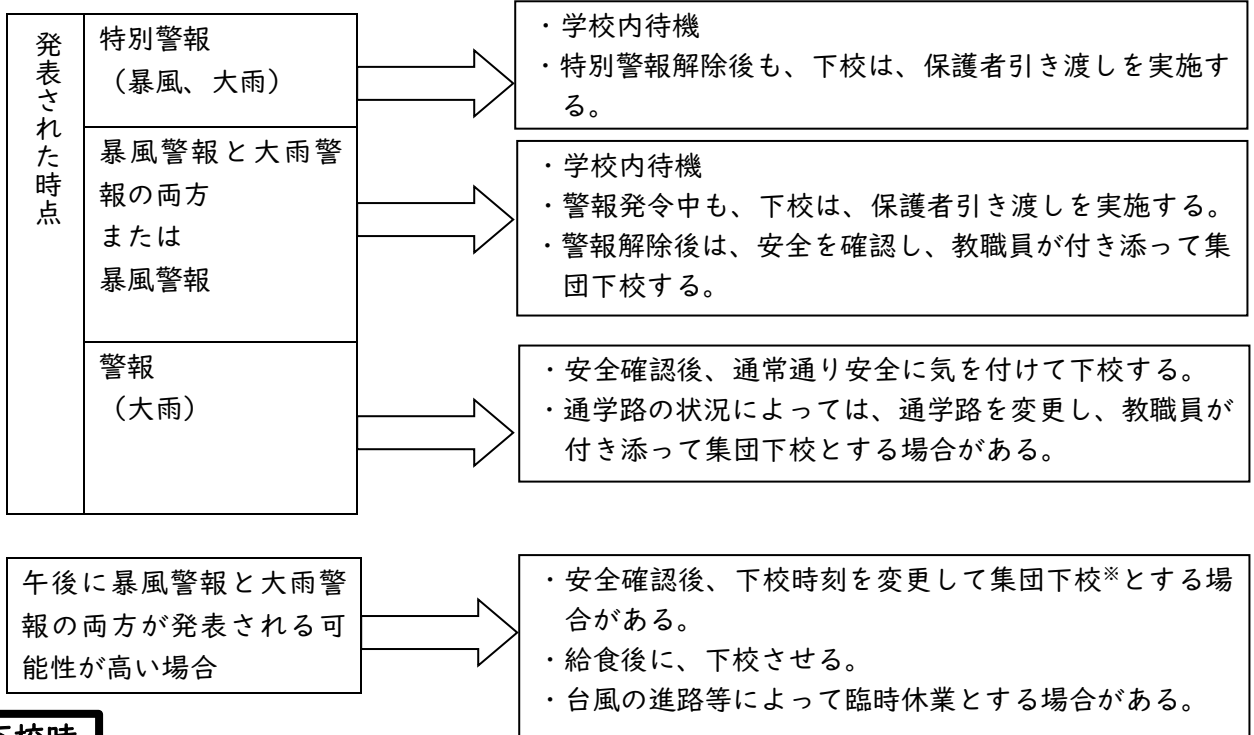 発表された時点
特別警報
（暴風、大雨）
・学校内待機
・特別警報解除後も、下校は、保護者引き渡しを実施す
る。
暴風警報と大雨警
報の両方
または
暴風警報
・学校内待機
・警報発令中も、下校は、保護者引き渡しを実施する。
・警報解除後は、安全を確認し、教職員が付き添って集
団下校する。
警報
（大雨）
・安全確認後、通常通り安全に気を付けて下校する。
・通学路の状況によっては、通学路を変更し、教職員が
付き添って集団下校とする場合がある。
午後に暴風警報と大雨警
報の両方が発表される可
能性が高い場合
・安全確認後、下校時刻を変更して集団下校※とする場
合がある。
・給食後に、下校させる。
・台風の進路等によって臨時休業とする場合がある。
下校時